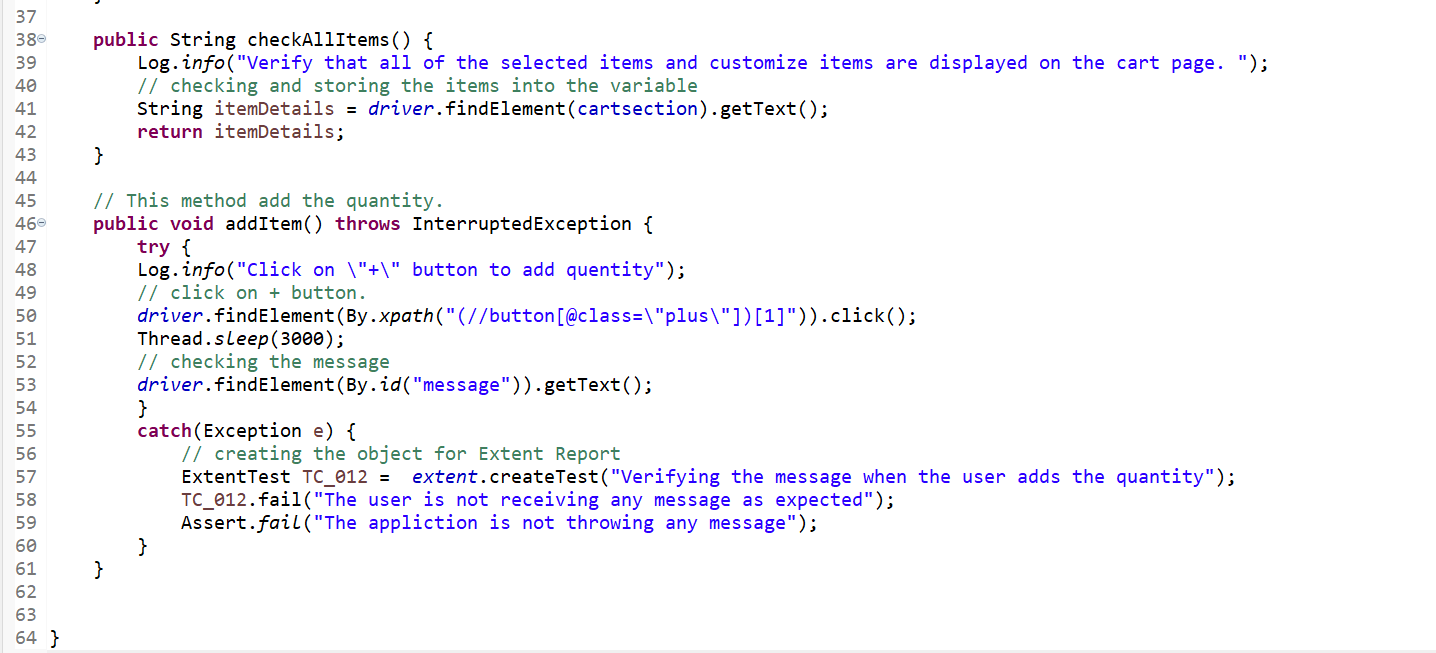 37
38 public String checkAllItems() {
39 Log.info("Verify that all of the selected items and customize items are displayed on the cart page. ");
40 // checking and storing the items into the variable
41 String itemDetails = driver.findElement(cartsection).getText();
42 return itemDetails;
43 }
44
45 // This method add the quantity.
46 public void addItem() throws InterruptedException {
47 try {
48 Log.info("Click on \"+\" button to add quentity");
49 // click on + button.
50 driver.findElement(By.xpath("(//button[@class=\"plus\"])[1]")).click();
51 Thread.sleep(3000);
52 // checking the message
53 driver.findElement(By.id("message")).getText();
54 }
55 catch(Exception e) {
56 // creating the object for Extent Report
57 ExtentTest TC_012 =  extent.createTest("Verifying the message when the user adds the quantity");
58 TC_012.fail("The user is not receiving any message as expected");
59 Assert.fail("The appliction is not throwing any message");
60 }
61 }
62
63
64 }